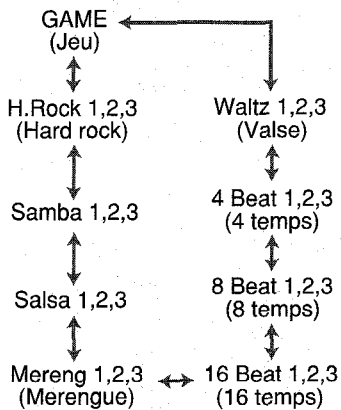 GAME
(Jeu)
H.Rock 1,2,3
(Hard rock)
Samba 1,2,3
Salsa 1,2,3
Mereng 1,2,3
(Merengue)
Waltz 1,2,3
(Valse)
4 Beat 1,2,3
(4 temps)
8 Beat 1,2,3
(8 temps)
16 Beat 1,2,3
(16 temps)